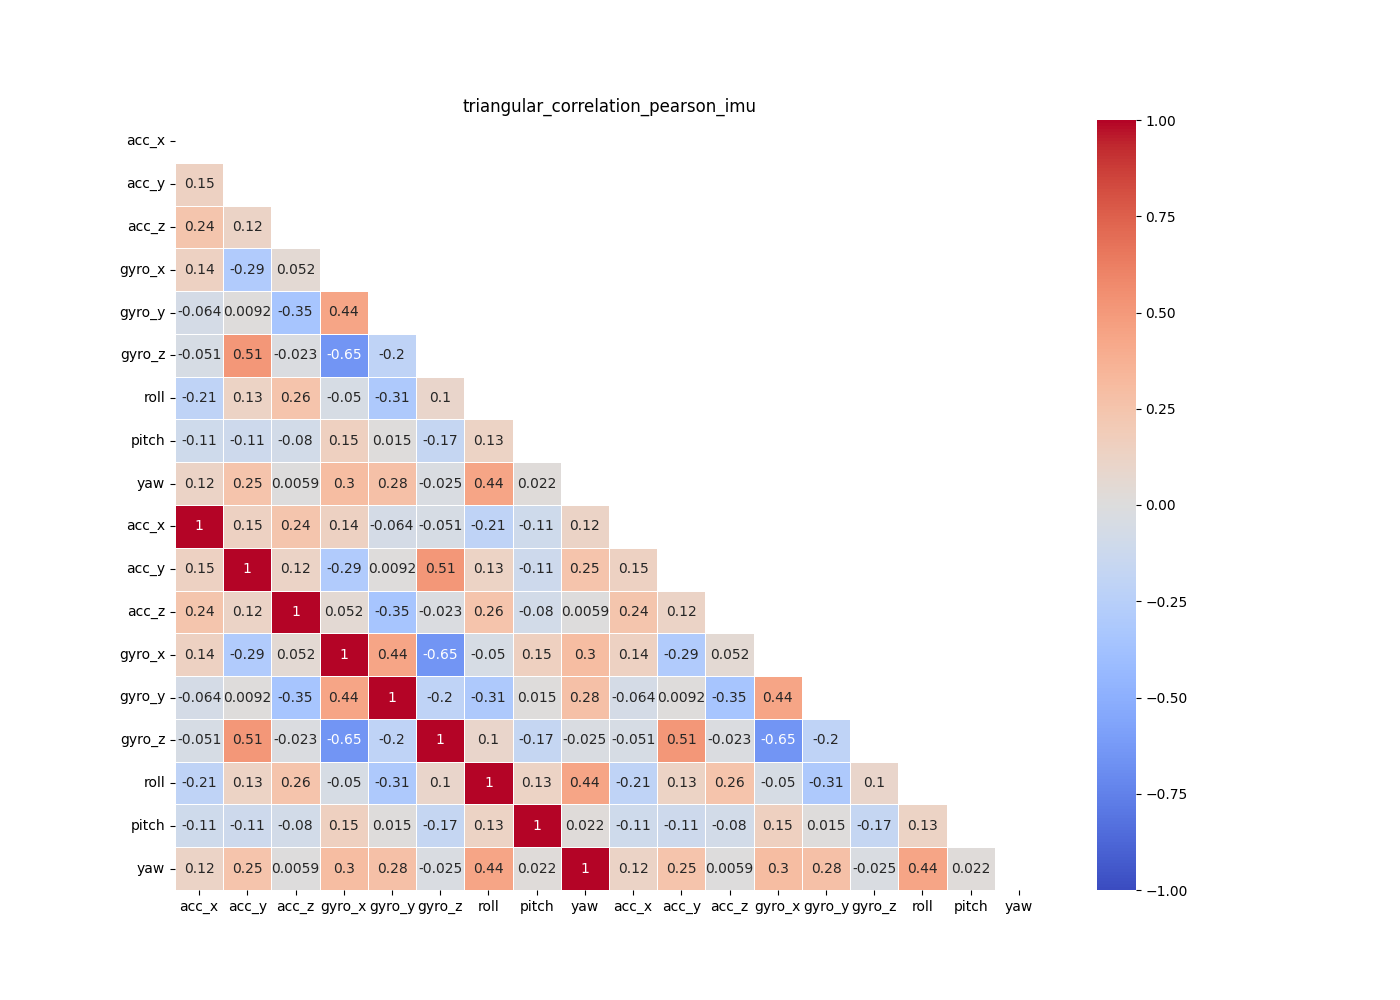 triangular_correlation_pearson_imu
acc_x
acc_y 0.15
acc_z 0.24 0.12
gyro_x 0.14 -0.29 0.052
gyro_y -0.064 0.0092 -0.35 0.44
gyro_z -0.051 0.51 -0.023 -0.65 -0.2
roll -0.21 0.13 0.26 -0.05 -0.31 0.1
pitch -0.11 -0.11 -0.08 0.15 0.015 -0.17 0.13
yaw 0.12 0.25 0.0059 0.3 0.28 -0.025 0.44 0.022
acc_x 1 0.15 0.24 0.14 -0.064 -0.051 -0.21 -0.11 0.12
acc_y 0.15 1 0.12 -0.29 0.0092 0.51 0.13 -0.11 0.25 0.15
acc_z 0.24 0.12 1 0.052 -0.35 -0.023 0.26 -0.08 0.0059 0.24 0.12
gyro_x 0.14 -0.29 0.052 1 0.44 -0.65 -0.05 0.15 0.3 0.14 -0.29 0.052
gyro_y -0.064 0.0092 -0.35 0.44 1 -0.2 -0.31 0.015 0.28 -0.064 0.0092 -0.35 0.44
gyro_z -0.051 0.51 -0.023 -0.65 -0.2 1 0.1 -0.17 -0.025 -0.051 0.51 -0.023 -0.65 -0.2
roll -0.21 0.13 0.26 -0.05 -0.31 0.1 1 0.13 0.44 -0.21 0.13 0.26 -0.05 -0.31 0.1
pitch -0.11 -0.11 -0.08 0.15 0.015 -0.17 0.13 1 0.022 -0.11 -0.11 -0.08 0.15 0.015 -0.17 0.13
yaw 0.12 0.25 0.0059 0.3 0.28 -0.025 0.44 0.022 1 0.12 0.25 0.0059 0.3 0.28 -0.025 0.44 0.022
acc_x acc_y acc_z gyro_x gyro_y gyro_z roll pitch yaw acc_x acc_y acc_z gyro_x gyro_y gyro_z roll pitch yaw
1.00
0.75
0.50
0.25
0.00
−0.25
−0.50
−0.75
−1.00